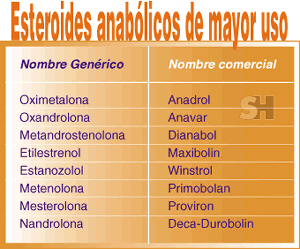 Esteroides anabólicos de mayor uso
Nombre Genérico Nombre comercial
SH
Oximetalona Anadrol
Oxandrolona Anavar
Metandrostenolona Dianabol
Etilestrenol Maxibolin
Estanozolol Winstrol
Metenolona Primobolan
Mesterolona Proviron
Nandrolona Deca-Durobolin